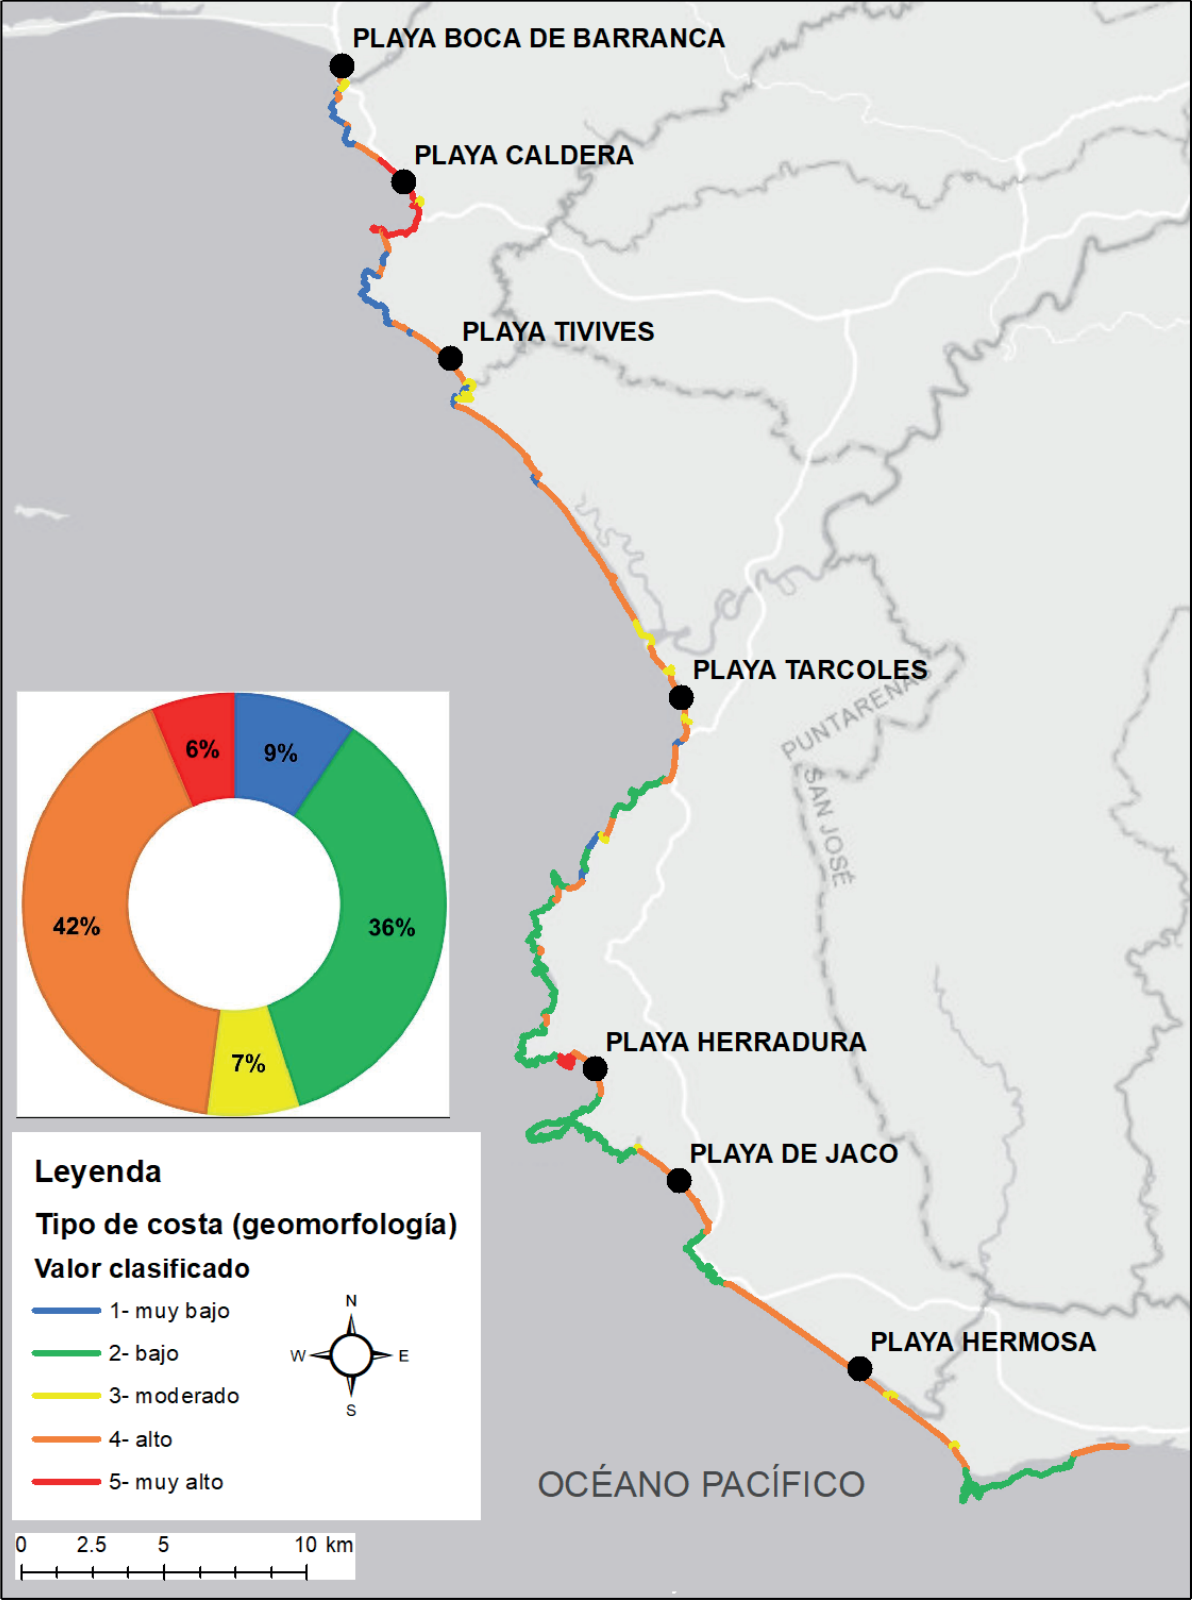 PLAYA BOCA DE BARRANCA
PLAYA CALDERA
PLAYA TIVIVES
PLAYA TARCOLES
PUNTARENAS
SAN JOSÉ
6%
9%
42%
36%
7%
PLAYA HERRADURA
PLAYA DE JACO
PLAYA HERMOSA
OCÉANO PACÍFICO
Leyenda
Tipo de costa (geomorfología)
Valor clasificado
1- muy bajo
2- bajo
3- moderado
4- alto
5- muy alto
N
W E
S
0 2.5 5 10 km